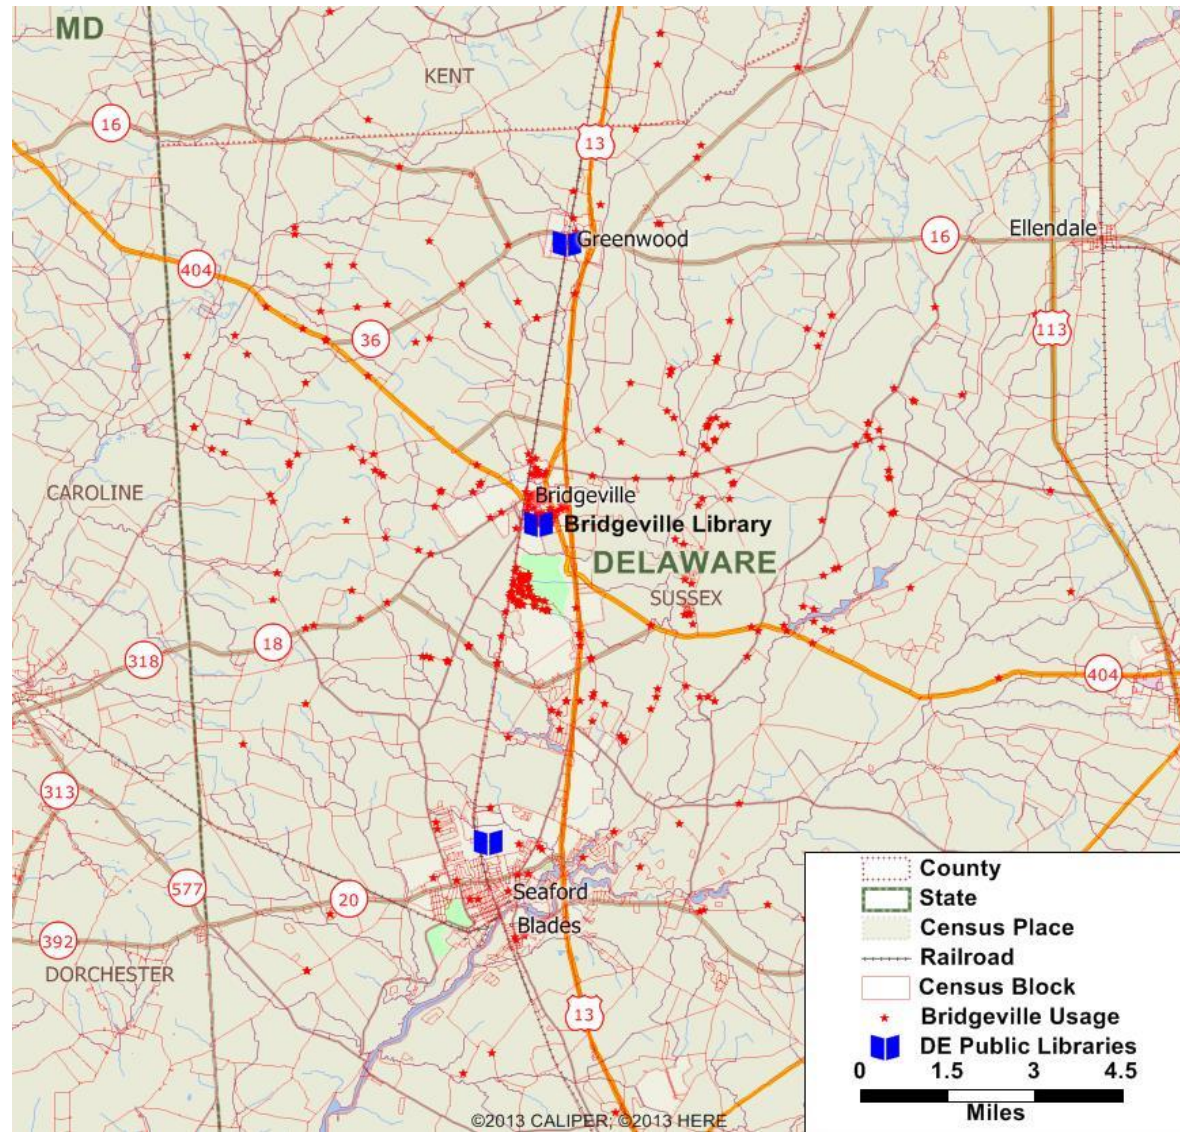 MD
KENT
16
13
Greenwood
Ellendale
16
404
36
113
CAROLINE
Bridgeville
Bridgeville Library
DELAWARE
SUSSEX
18
318
404
313
577
20
Seaford
Blades
392
DORCHESTER
13
County
State
Census Place
Railroad
Census Block
Bridgeville Usage
DE Public Libraries
0 1.5 3 4.5
Miles
©2013 CALIPER; ©2013 HERE